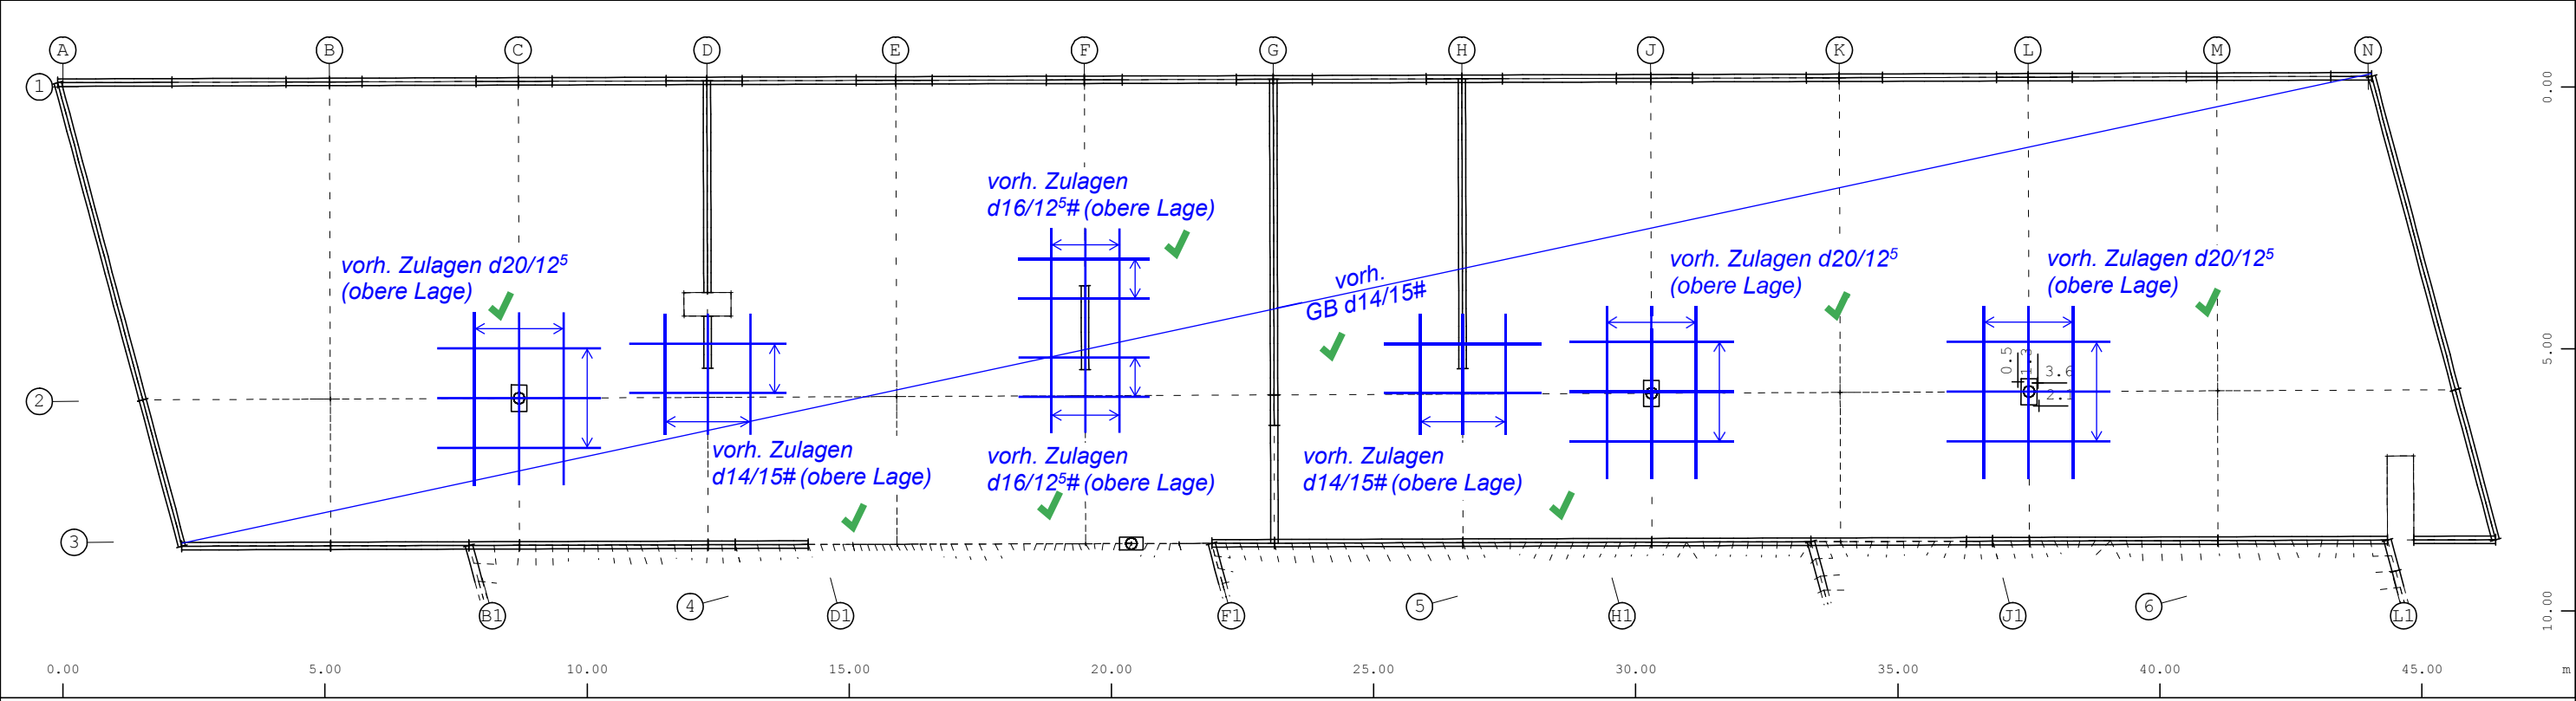 A B C D E F G H J K L M N
1
0.00
vorh. Zulagen
d16/12⁵# (obere Lage)
vorh. Zulagen d20/12⁵
(obere Lage)
vorh.
GB d14/15#
vorh. Zulagen d20/12⁵
(obere Lage)
vorh. Zulagen d20/12⁵
(obere Lage)
5.00
0.5
1.3
3.6
2
vorh. Zulagen
d14/15# (obere Lage)
vorh. Zulagen
d16/12⁵# (obere Lage)
vorh. Zulagen
d14/15# (obere Lage)
3
B1 4 D1 F1 5 H1 J1 6 L1
10.00
0.00 5.00 10.00 15.00 20.00 25.00 30.00 35.00 40.00 45.00 m